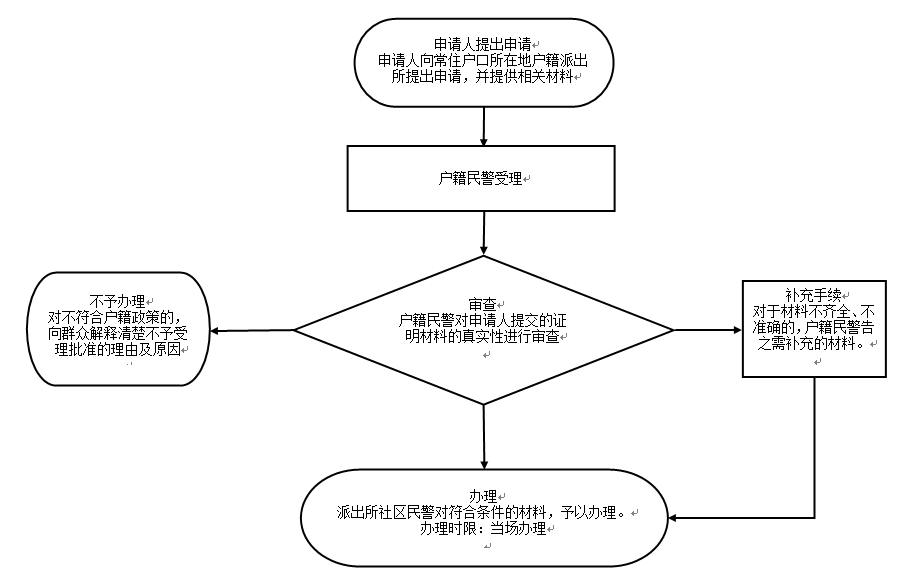 申请人提出申请
申请人向常住户口所在地户籍派出
所提出申请，并提供相关材料
户籍民警受理
审查
户籍民警对申请人提交的证
明材料的真实性进行审查
不予办理
对不符合户籍政策的，
向群众解释清楚不予受
理批准的理由及原因
补充手续
对于材料不齐全、不
准确的，户籍民警告
之需补充的材料。
办理
派出所社区民警对符合条件的材料，予以办理。
办理时限：当场办理